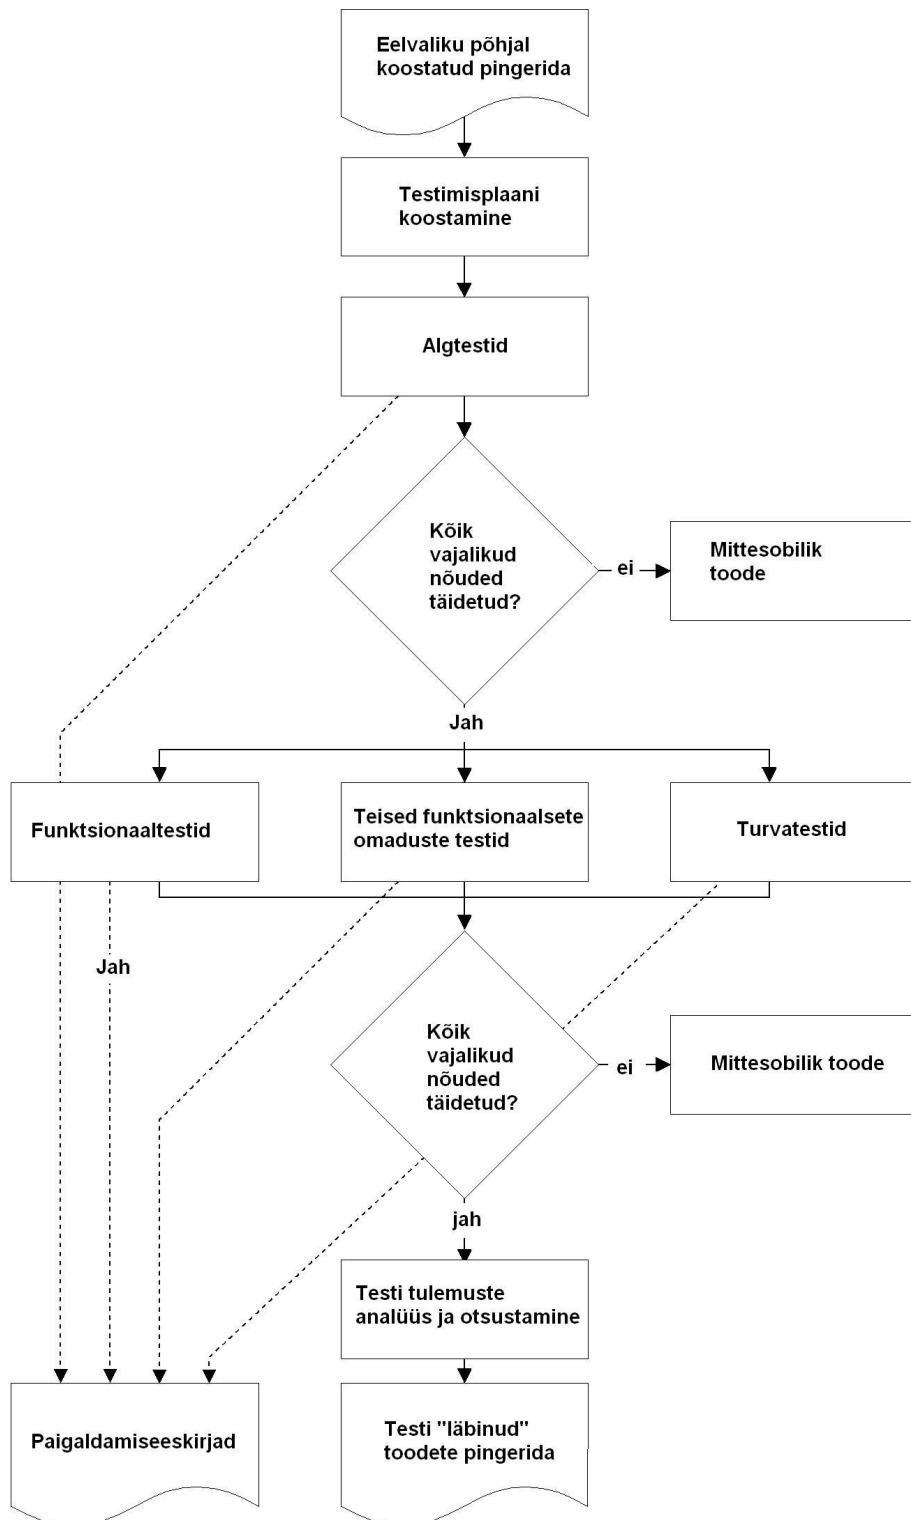 Eelvaliku põhjal
koostatud pingerida
Testimisplaani
koostamine
Algtestid
Kõik
vajalikud
nõuded
täidetud?
ei
Mittesobilik
toode
Jah
Funktsionaaltestid
Teised funktsionaalsete
omaduste testid
Turvatestid
Jah
Kõik
vajalikud
nõuded
täidetud?
ei
Mittesobilik toode
jah
Testi tulemuste
analüüs ja otsustamine
Paigaldamiseeskirjad
Testi "läbinud"
toodete pingerida